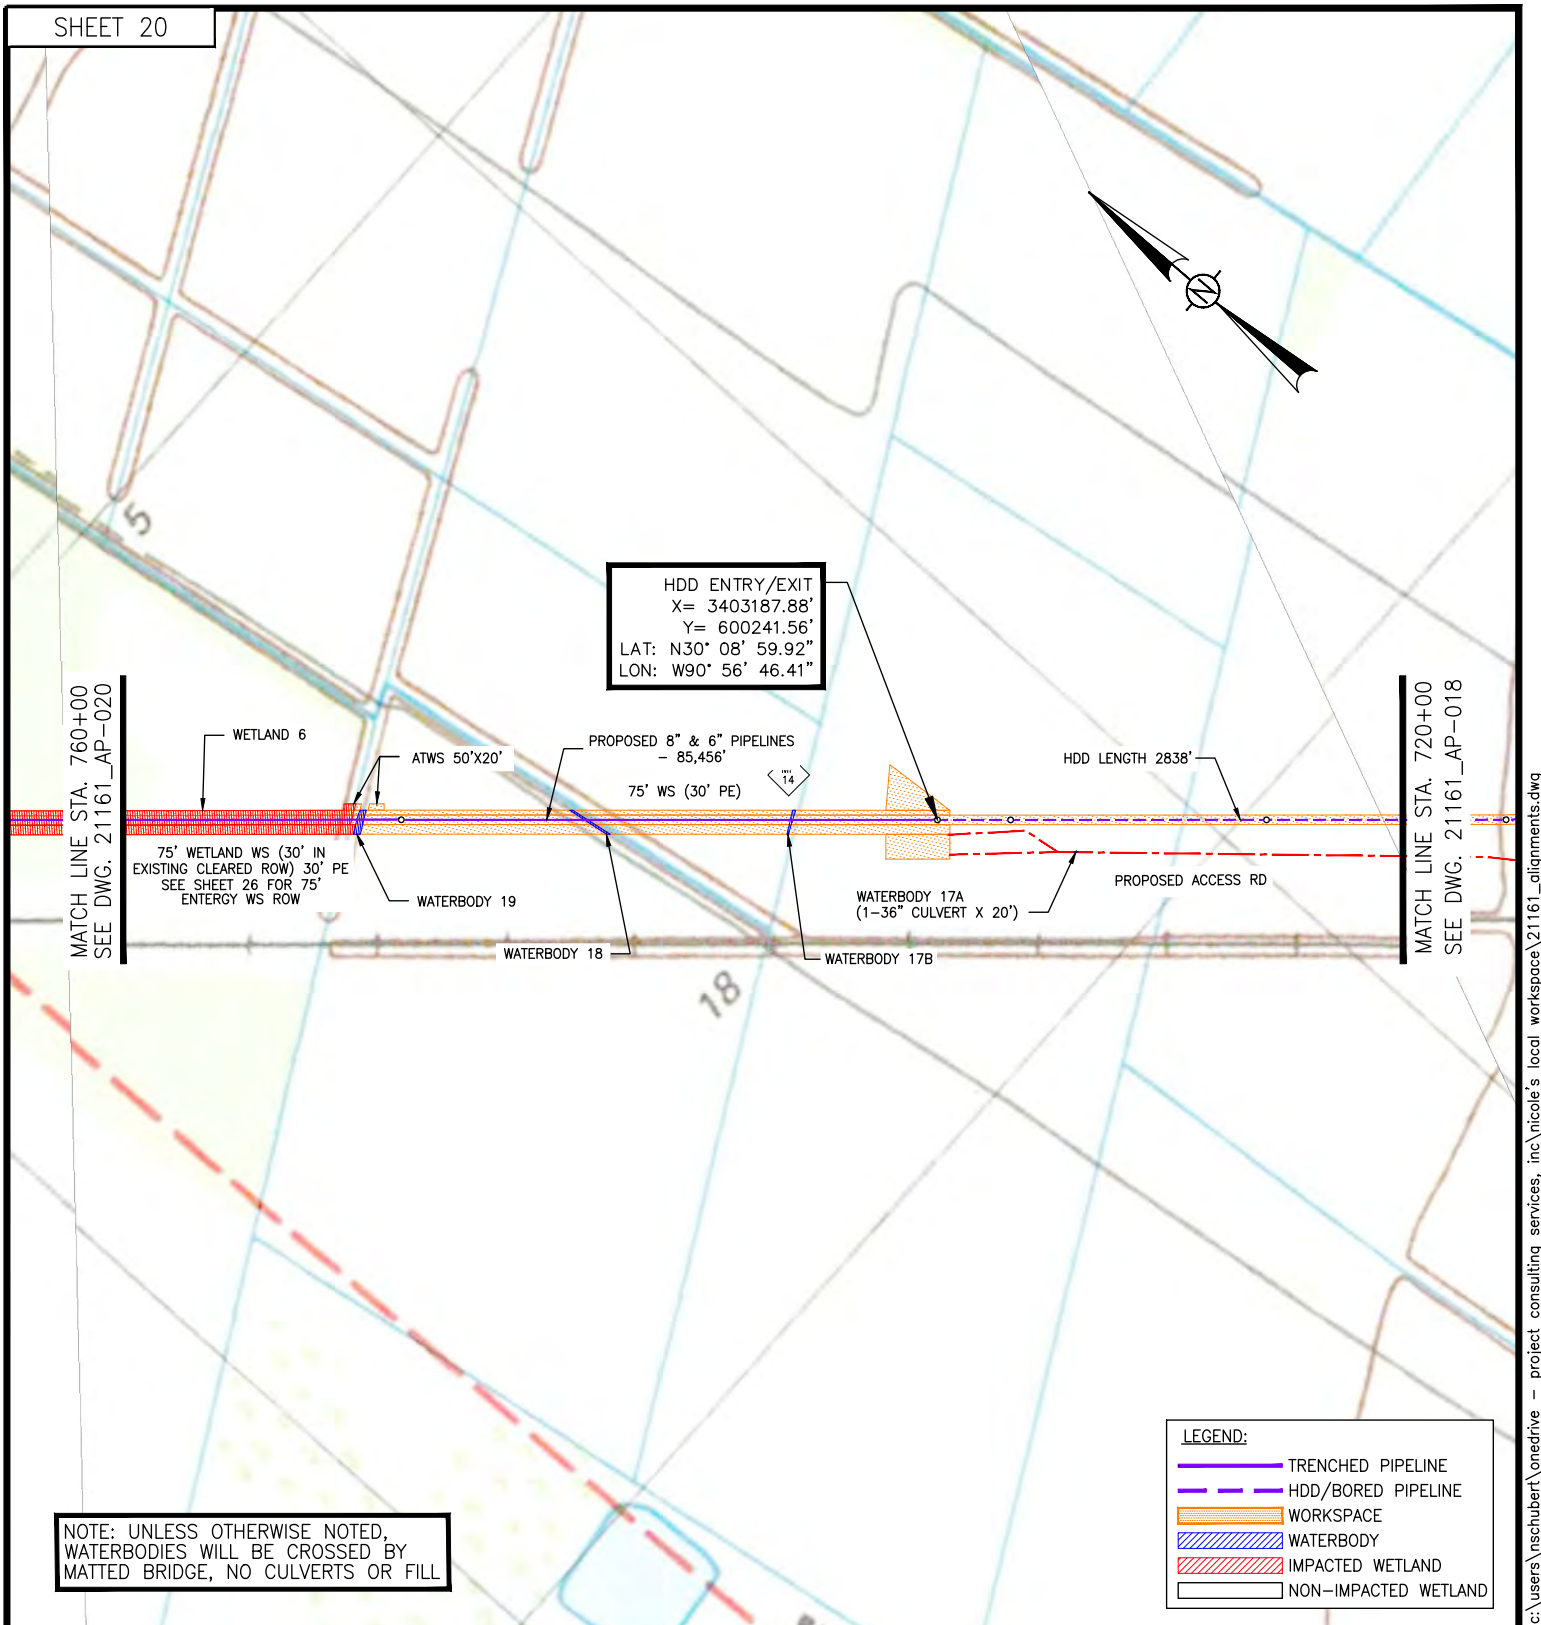 SHEET 20
5
HDD ENTRY/EXIT
X= 3403187.88'
Y= 600241.56'
LAT: N30° 08' 59.92"
LON: W90° 56' 46.41"
N
MATCH LINE STA. 760+00
SEE DWG. 21161_AP-020
WETLAND 6
ATWS 50'X20'
PROPOSED 8" & 6" PIPELINES
- 85,456'
75' WS (30' PE)
14
HDD LENGTH 2838'
MATCH LINE STA. 720+00
SEE DWG. 21161_AP-018
75' WETLAND WS (30' IN
EXISTING CLEARED ROW) 30' PE
SEE SHEET 26 FOR 75'
ENTERGY WS ROW
WATERBODY 19
WATERBODY 18
WATERBODY 17B
WATERBODY 17A
(1-36" CULVERT X 20')
PROPOSED ACCESS RD
18
NOTE: UNLESS OTHERWISE NOTED,
WATERBODIES WILL BE CROSSED BY
MATTED BRIDGE, NO CULVERTS OR FILL
LEGEND:
TRENCHED PIPELINE
HDD/BORED PIPELINE
WORKSPACE
WATERBODY
IMPACTED WETLAND
NON-IMPACTED WETLAND
c:\users\nschubert\onedrive - project consulting services, inc\nicole's local workspace\21161_alignments.dwg